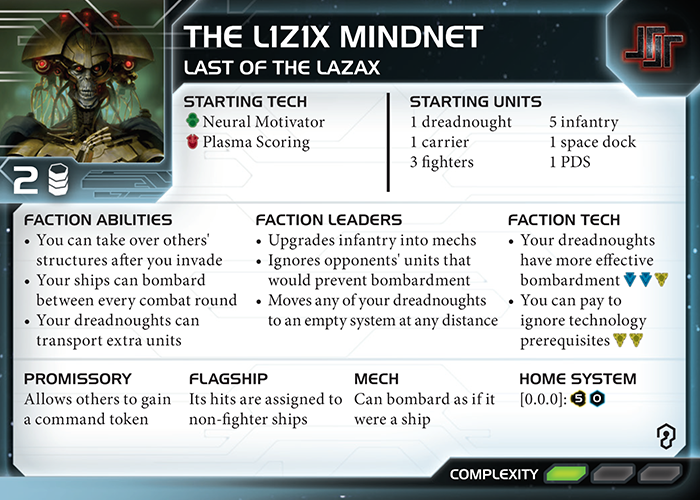 THE L1Z1X MINDNET
LAST OF THE LAZAX
2
STARTING TECH
Neural Motivator
Plasma Scoring
STARTING UNITS
1 dreadnought
1 carrier
3 fighters
5 infantry
1 space dock
1 PDS
FACTION ABILITIES
• You can take over others'
structures after you invade
• Your ships can bombard
between every combat round
• Your dreadnoughts can
transport extra units
FACTION LEADERS
• Upgrades infantry into mechs
• Ignores opponents' units that
would prevent bombardment
• Moves any of your dreadnoughts
to an empty system at any distance
FACTION TECH
• Your dreadnoughts
have more effective
bombardment
• You can pay to
ignore technology
prerequisites
PROMISSORY
Allows others to gain
a command token
FLAGSHIP
Its hits are assigned to
non-fighter ships
MECH
Can bombard as if it
were a ship
HOME SYSTEM
[0.0.0]: 5 0
COMPLEXITY